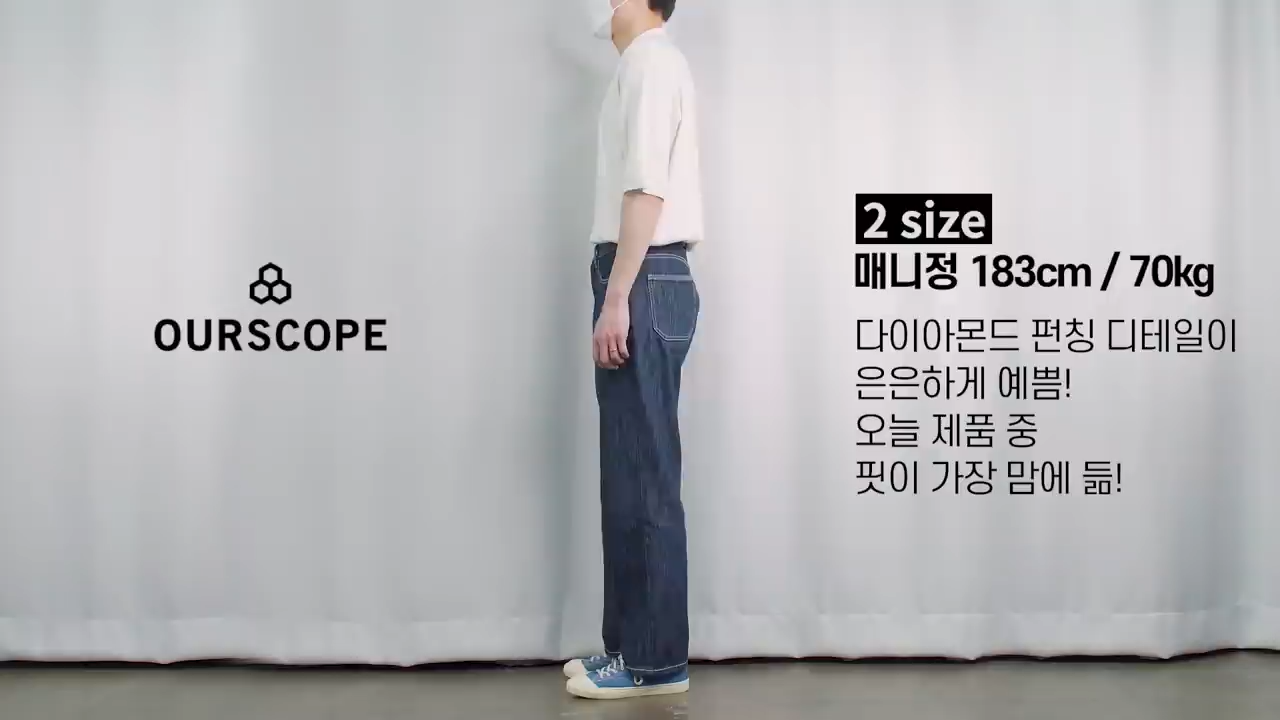 OURSCOPE
2 size
매니정 183cm / 70kg
다이아몬드 펀칭 디테일이
은은하게 예쁨!
오늘 제품 중
핏이 가장 맘에 듦!